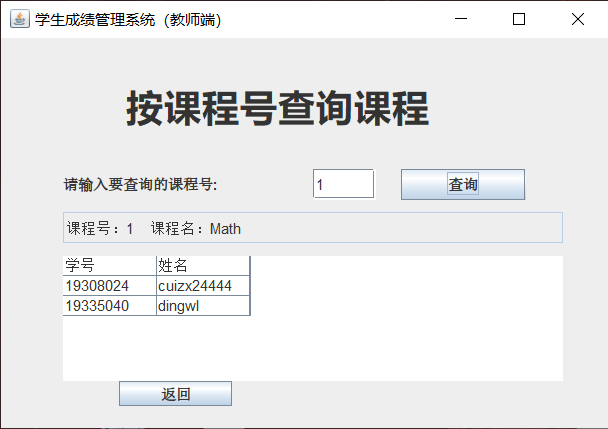 学生成绩管理系统（教师端）
按课程号查询课程
请输入要查询的课程号: 1 查询
课程号：1 课程名：Math
学号 姓名
19308024 cuizx24444
19335040 dingwl
返回